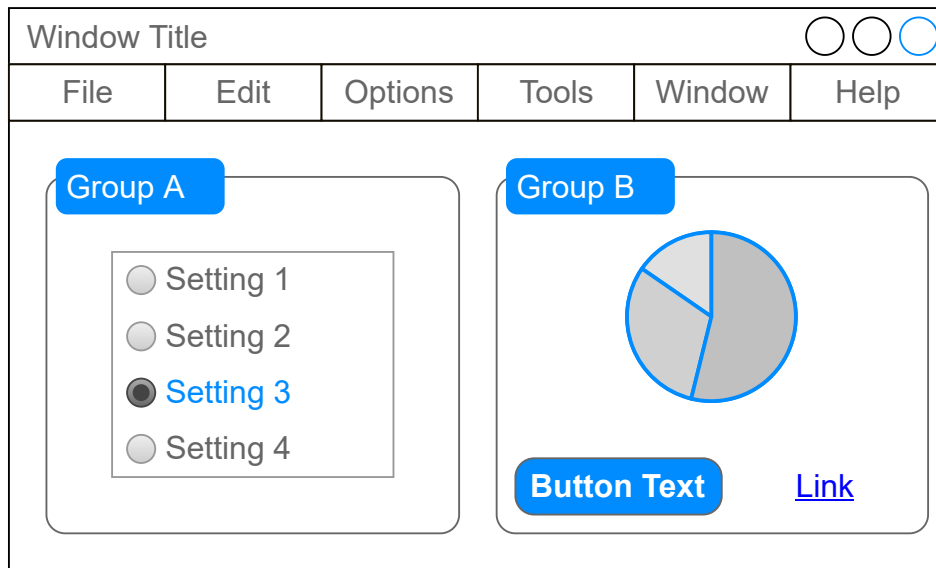 Window Title
File Edit Options Tools Window Help
Group A
Setting 1
Setting 2
Setting 3
Setting 4
Group B
Button Text
Link